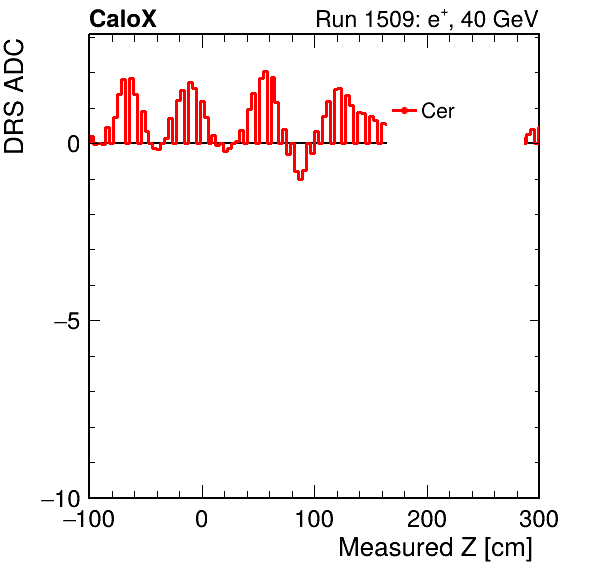 CaloX Run 1509: e⁺, 40 GeV
DRS ADC
Cer
0
−5
−10
−100 0 100 200 300
Measured Z [cm]